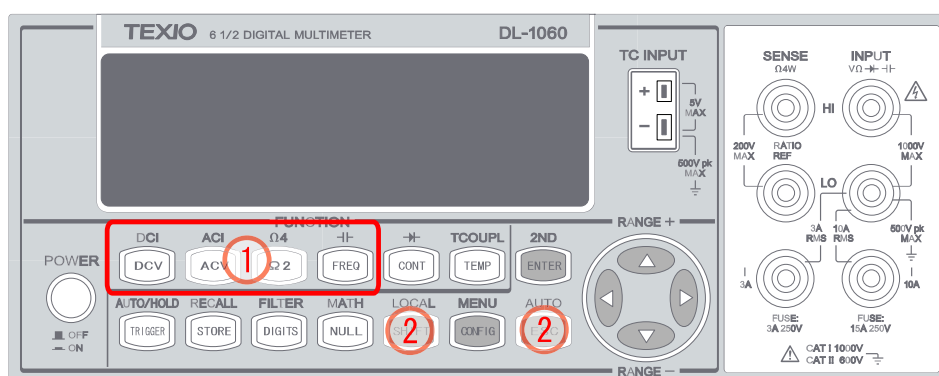 TEXIO 6 1/2 DIGITAL MULTIMETER DL-1060
TC INPUT
+
5V
MAX
−
500V pk
MAX
SENSE INPUT
Ω4W VΩ
HI
200V RATIO 1000V
MAX REF MAX
LO
3A 10A 500V pk
RMS RMS MAX
3A 10A
FUSE: FUSE:
3A 250V 15A 250V
CAT I 1000V
CAT II 600V
FUNCTION
DCI ACI Ω4 TCOUPL 2ND
1
DCV ACV Ω2 FREQ CONT TEMP ENTER
RANGE +
POWER
OFF
ON
AUTO/HOLD RECALL FILTER MATH LOCAL MENU AUTO
TRIGGER STORE DIGITS NULL SHIFT CONFIG ESC
2 2
RANGE −